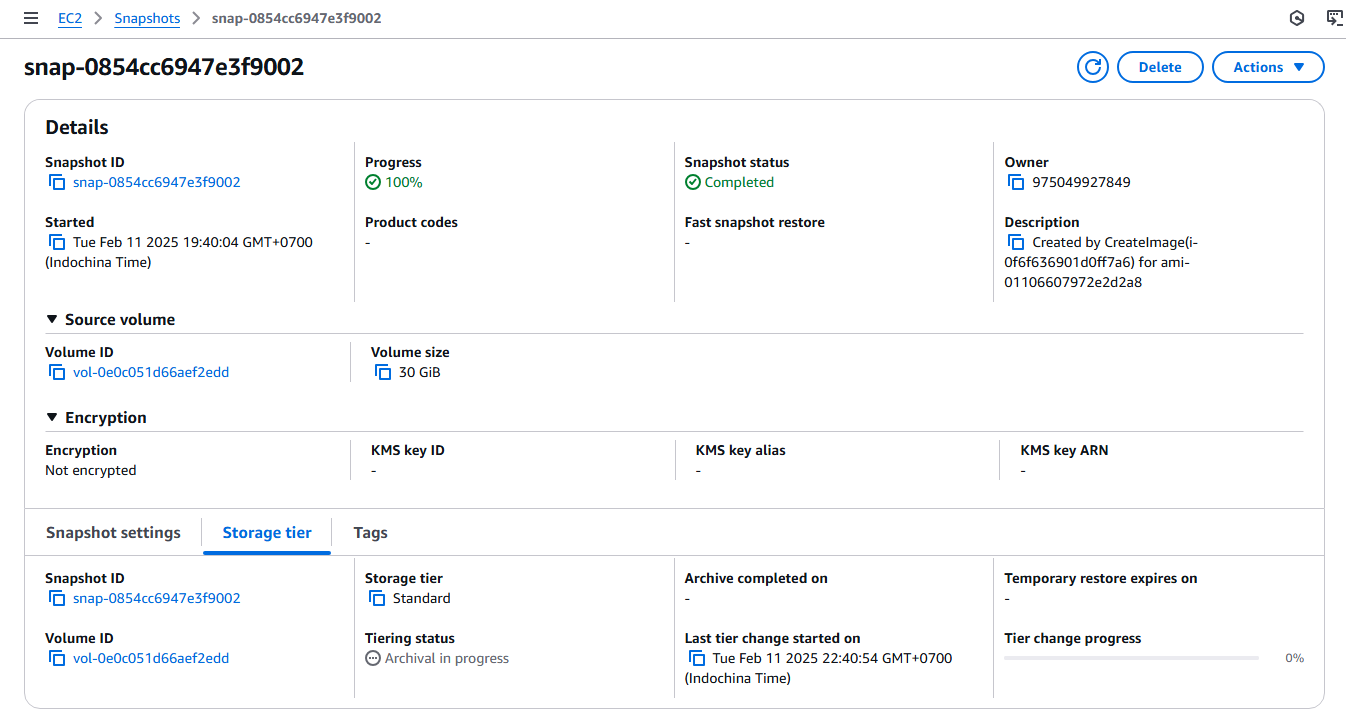 EC2 > Snapshots > snap-0854cc6947e3f9002
snap-0854cc6947e3f9002
Delete
Actions
Details
Snapshot ID
snap-0854cc6947e3f9002
Progress
100%
Snapshot status
Completed
Owner
975049927849
Started
Tue Feb 11 2025 19:40:04 GMT+0700
(Indochina Time)
Product codes
-
Fast snapshot restore
-
Description
Created by CreateImage(i-
0f6f636901d0ff7a6) for ami-
01106607972e2d2a8
Source volume
Volume ID
vol-0e0c051d66aef2edd
Volume size
30 GiB
Encryption
Encryption
Not encrypted
KMS key ID
-
KMS key alias
-
KMS key ARN
-
Snapshot settings
Storage tier
Tags
Snapshot ID
snap-0854cc6947e3f9002
Storage tier
Standard
Archive completed on
-
Temporary restore expires on
-
Volume ID
vol-0e0c051d66aef2edd
Tiering status
Archival in progress
Last tier change started on
Tue Feb 11 2025 22:40:54 GMT+0700
(Indochina Time)
Tier change progress
0%